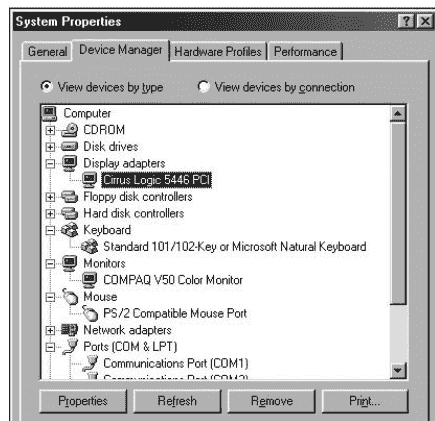 System Properties
General Device Manager Hardware Profiles Performance
View devices by type View devices by connection
Computer
CDROM
Disk drives
Display adapters
Cirrus Logic 5446 PCI
Floppy disk controllers
Hard disk controllers
Keyboard
Standard 101/102-Key or Microsoft Natural Keyboard
Monitors
COMPAQ V50 Color Monitor
Mouse
PS/2 Compatible Mouse Port
Network adapters
Ports (COM & LPT)
Communications Port (COM1)
Properties Refresh Remove Print...